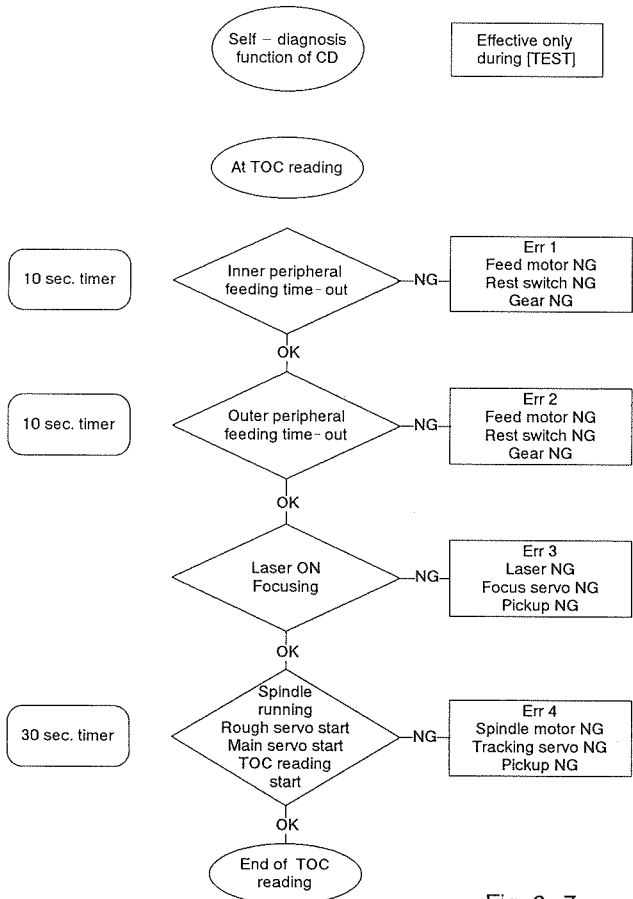 Self - diagnosis
function of CD
Effective only
during [TEST]
At TOC reading
10 sec. timer
Inner peripheral
feeding time - out
NG
Err 1
Feed motor NG
Rest switch NG
Gear NG
OK
10 sec. timer
Outer peripheral
feeding time - out
NG
Err 2
Feed motor NG
Rest switch NG
Gear NG
OK
Laser ON
Focusing
NG
Err 3
Laser NG
Focus servo NG
Pickup NG
OK
30 sec. timer
Spindle
running
Rough servo start
Main servo start
TOC reading
start
NG
Err 4
Spindle motor NG
Tracking servo NG
Pickup NG
OK
End of TOC
reading